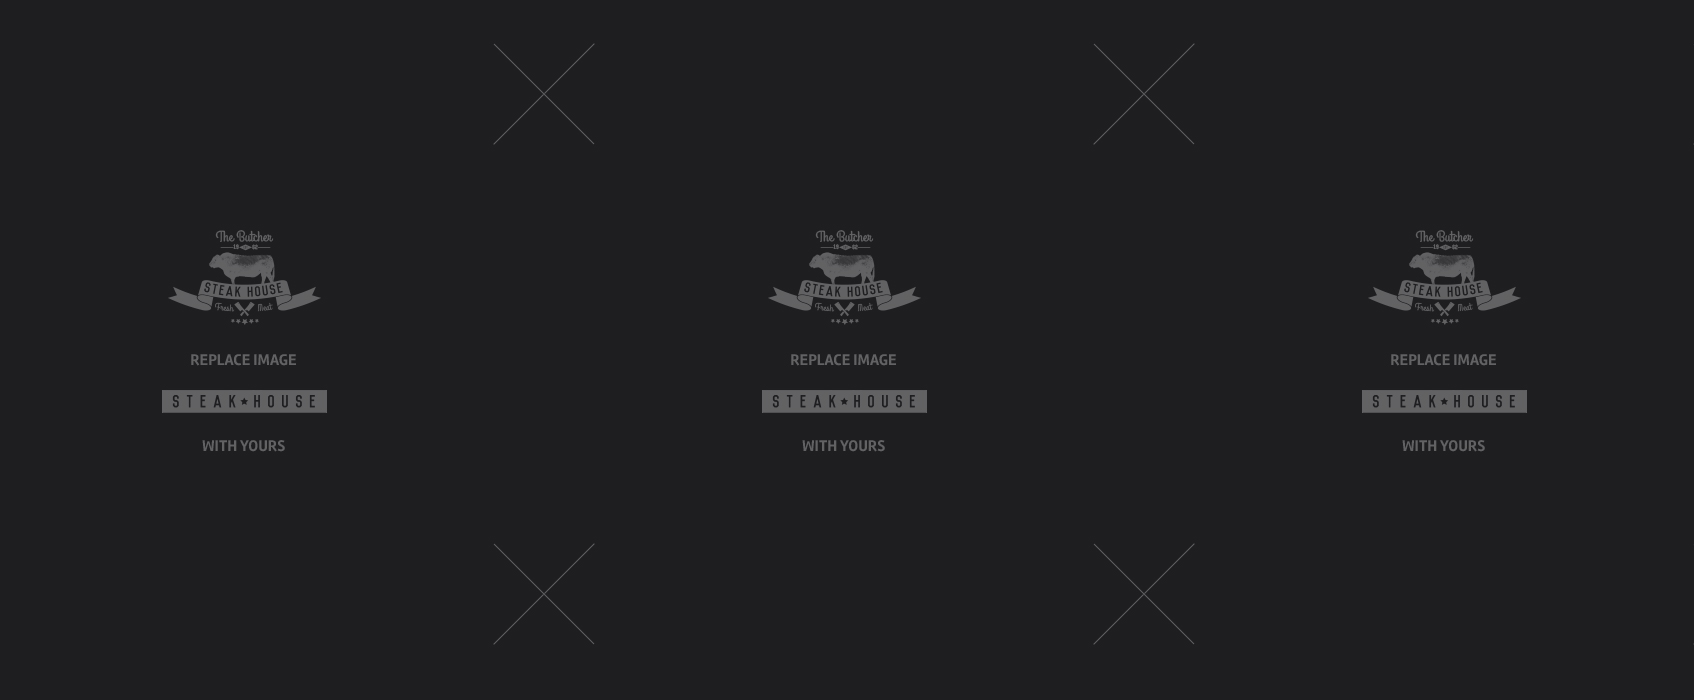 The Butcher
STEAK HOUSE
Fresh Meat
REPLACE IMAGE
STEAK★HOUSE
WITH YOURS
The Butcher
STEAK HOUSE
Fresh Meat
REPLACE IMAGE
STEAK★HOUSE
WITH YOURS
The Butcher
STEAK HOUSE
Fresh Meat
REPLACE IMAGE
STEAK★HOUSE
WITH YOURS